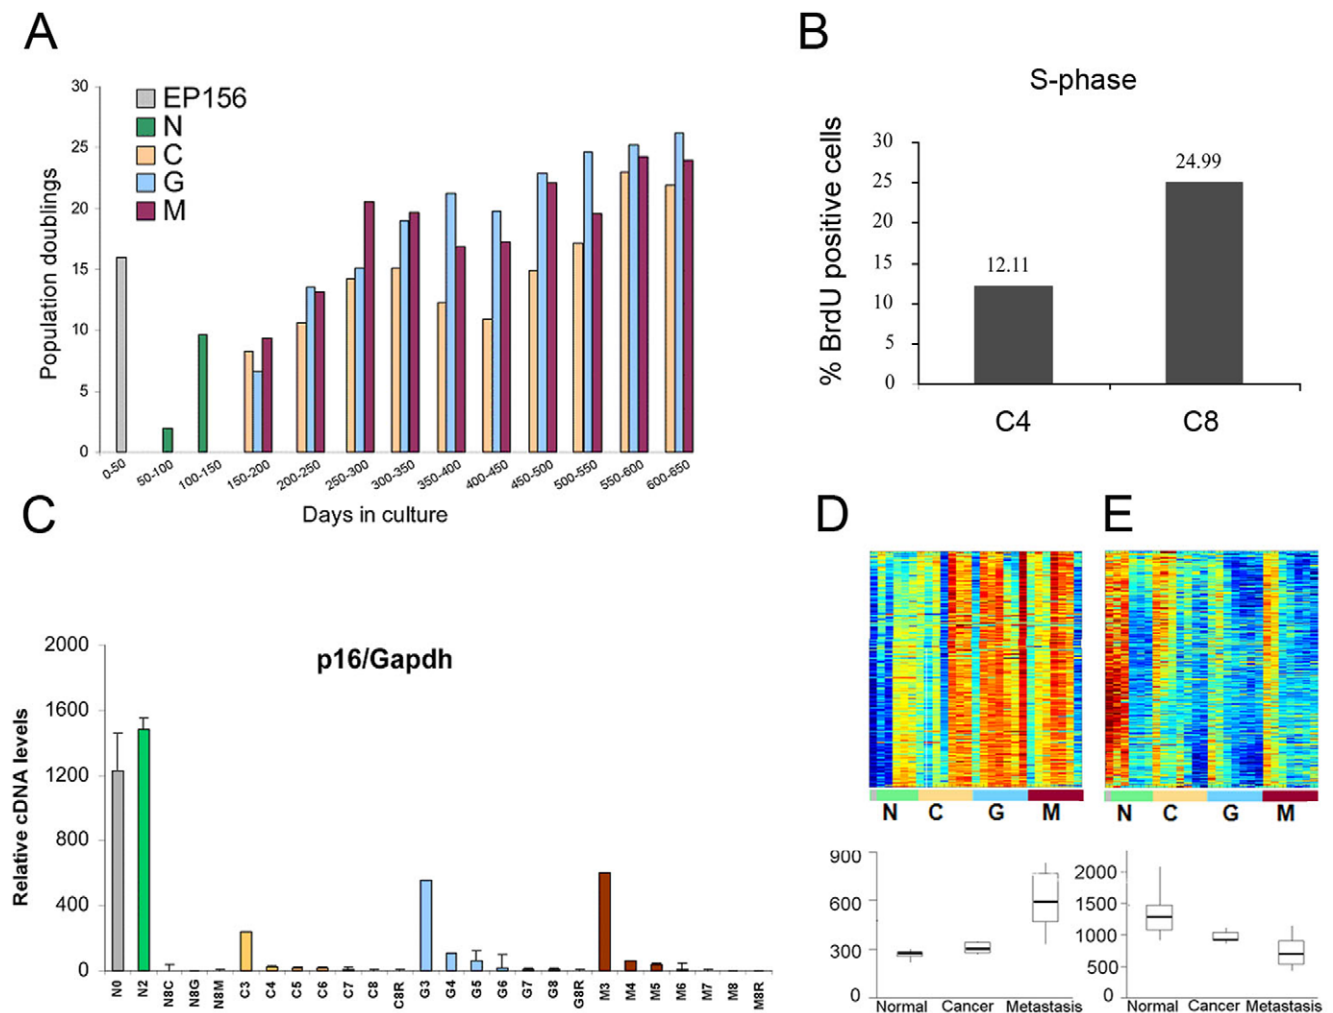 A
30
25
20
15
10
5
0
Population doublings
EP156
N
C
G
M
0-50
50-100
100-150
150-200
200-250
250-300
300-350
350-400
400-450
450-500
500-550
550-600
600-650
Days in culture
B
S-phase
% BrdU positive cells
30
25
20
15
10
5
0
12.11
24.99
C4
C8
C
p16/Gapdh
Relative cDNA levels
2000
1600
1200
800
400
0
N0
N2
N8C
N8G
N8M
C3
C4
C5
C6
C7
C8
C8R
G3
G4
G5
G6
G7
G8
G8R
M3
M4
M5
M6
M7
M8
M8R
D
N
C
G
M
900
600
300
0
Normal
Cancer
Metastasis
E
N
C
G
M
2000
1500
1000
500
0
Normal
Cancer
Metastasis